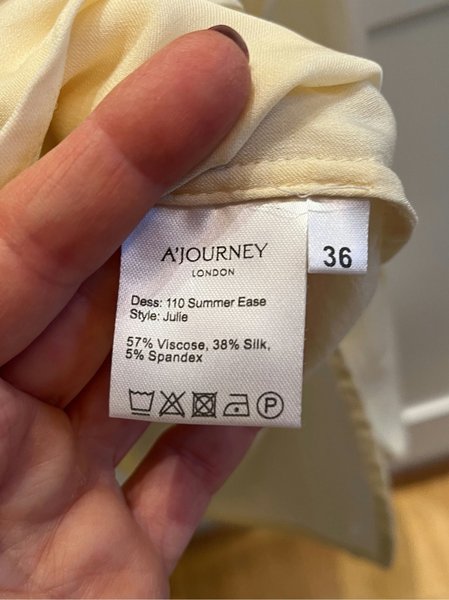 A'JOURNEY
LONDON
36
Dess: 110 Summer Ease
Style: Julie
57% Viscose, 38% Silk,
5% Spandex
P